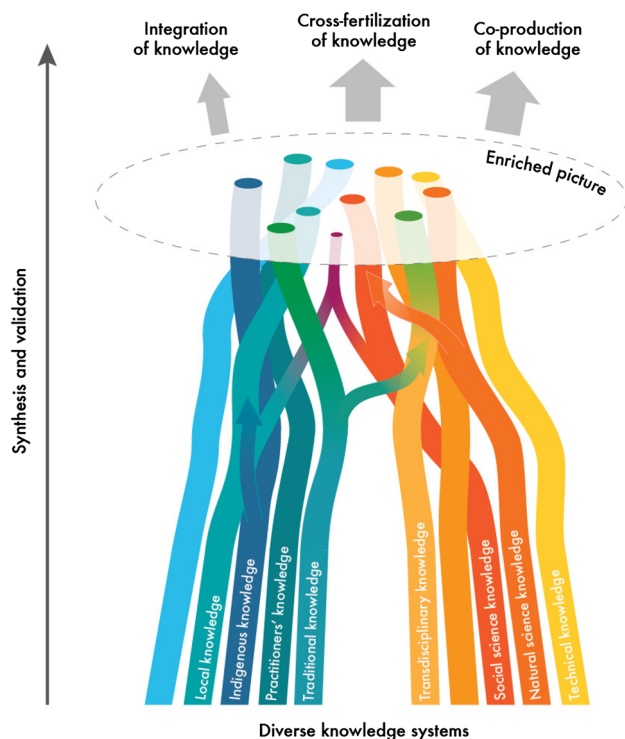 Integration
of knowledge
Cross-fertilization
of knowledge
Co-production
of knowledge
Enriched picture
Synthesis and validation
Local knowledge
Indigenous knowledge
Practitioners' knowledge
Traditional knowledge
Transdisciplinary knowledge
Social science knowledge
Natural science knowledge
Technical knowledge
Diverse knowledge systems